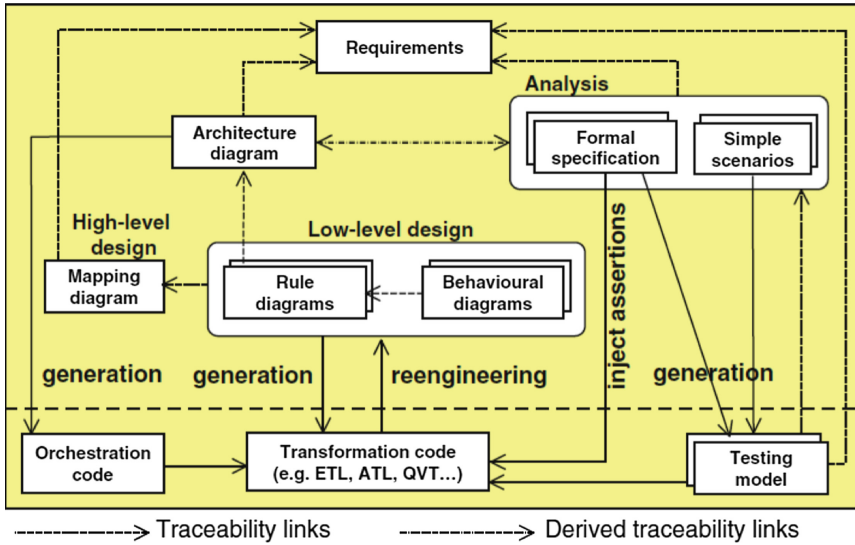 Requirements
Analysis
Architecture
diagram
Formal
specification
Simple
scenarios
High-level
design
Low-level design
Mapping
diagram
Rule
diagrams
Behavioural
diagrams
inject assertions
generation
generation
reengineering
generation
Orchestration
code
Transformation code
(e.g. ETL, ATL, QVT...)
Testing
model
Traceability links
Derived traceability links